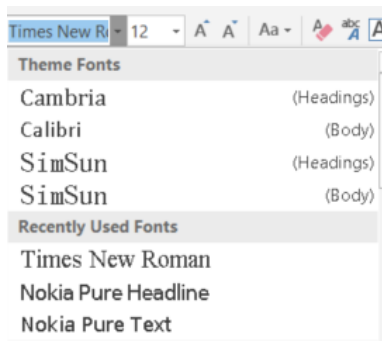 Times New R 12 A A Aa abc A
Theme Fonts
Cambria (Headings)
Calibri (Body)
SimSun (Headings)
SimSun (Body)
Recently Used Fonts
Times New Roman
Nokia Pure Headline
Nokia Pure Text